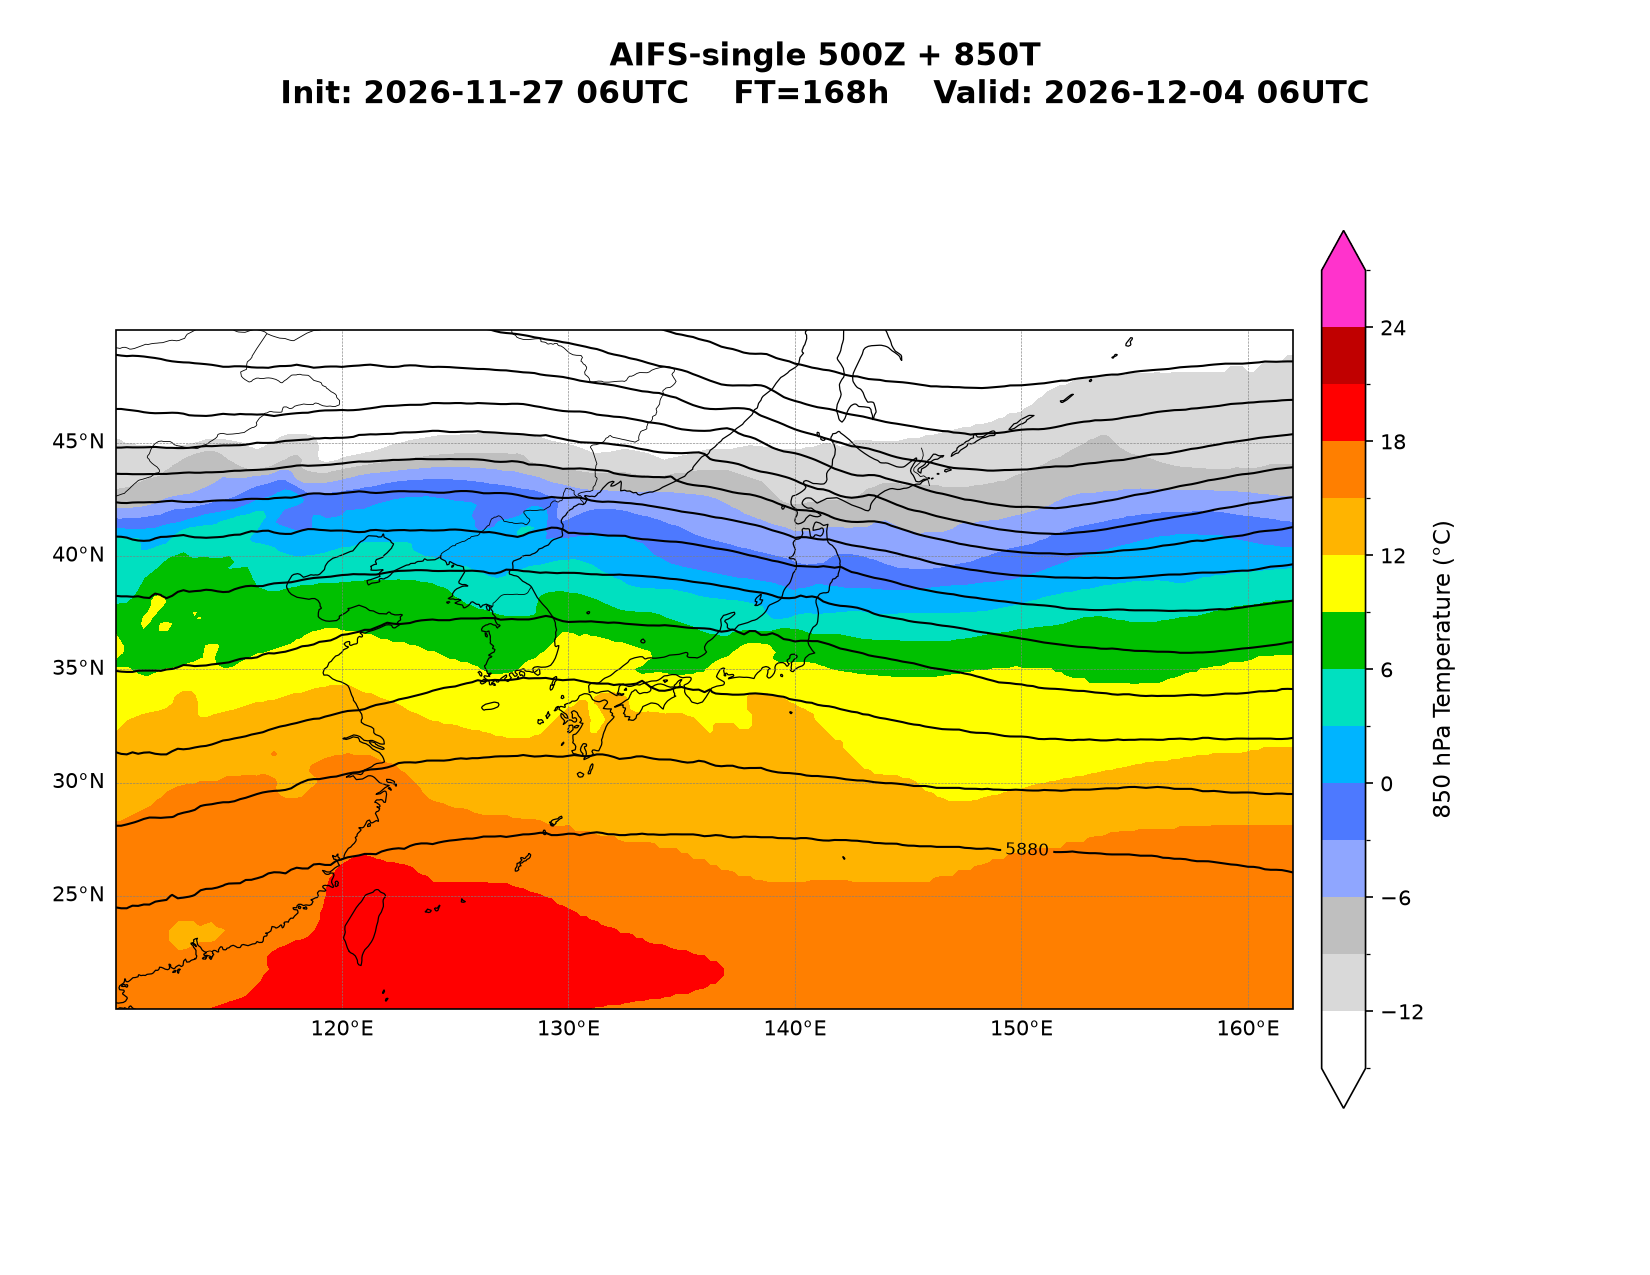 AIFS-single 500Z + 850T
Init: 2026-11-27 06UTC    FT=168h    Valid: 2026-12-04 06UTC
24
18
12
6
0
−6
−12
850 hPa Temperature (°C)
45°N
40°N
35°N
30°N
25°N
5880
120°E
130°E
140°E
150°E
160°E